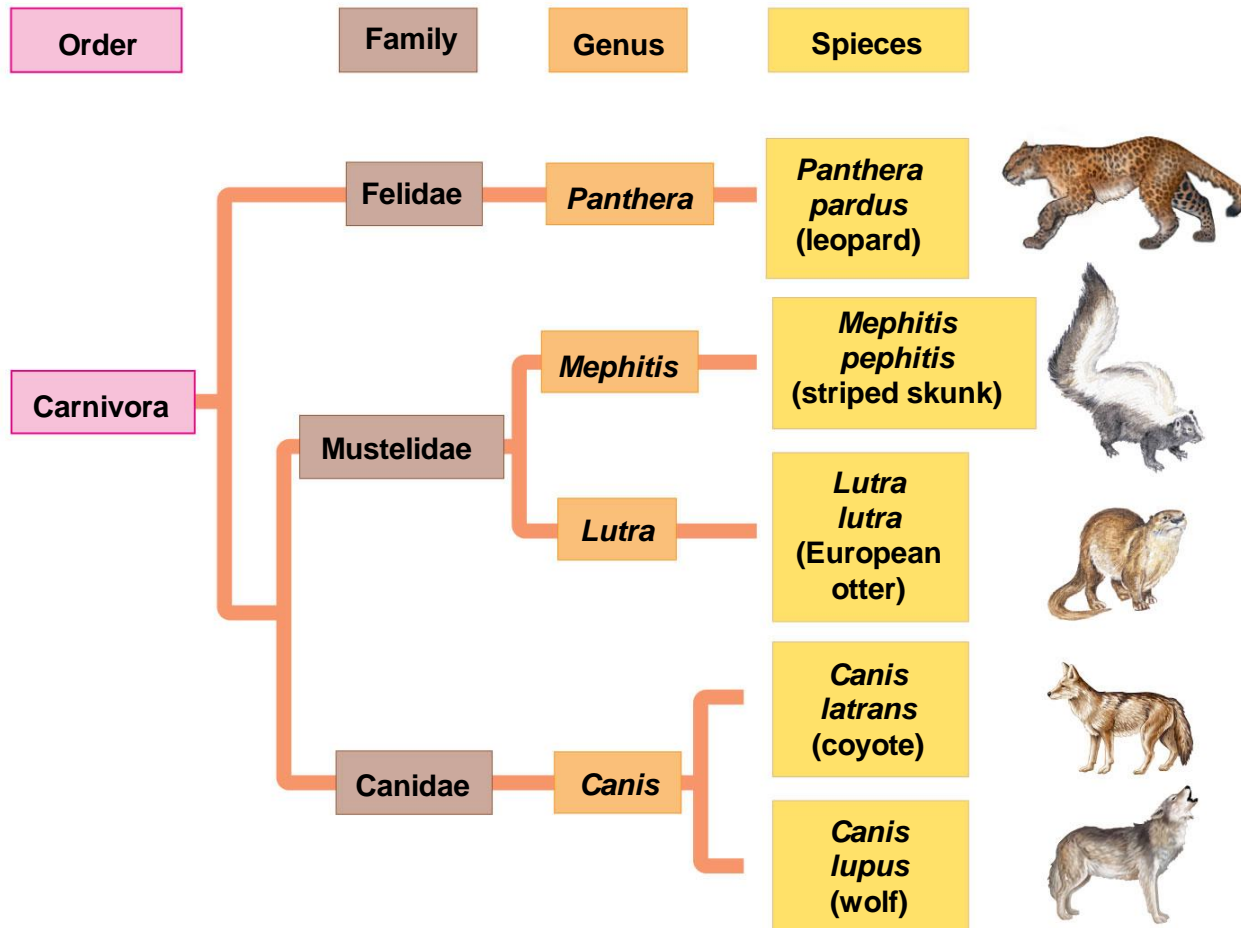 Order
Family
Genus
Spieces
Felidae
Panthera
Panthera
pardus
(leopard)
Carnivora
Mustelidae
Mephitis
Mephitis
pephitis
(striped skunk)
Lutra
Lutra
lutra
(European
otter)
Canidae
Canis
Canis
latrans
(coyote)
Canis
lupus
(wolf)